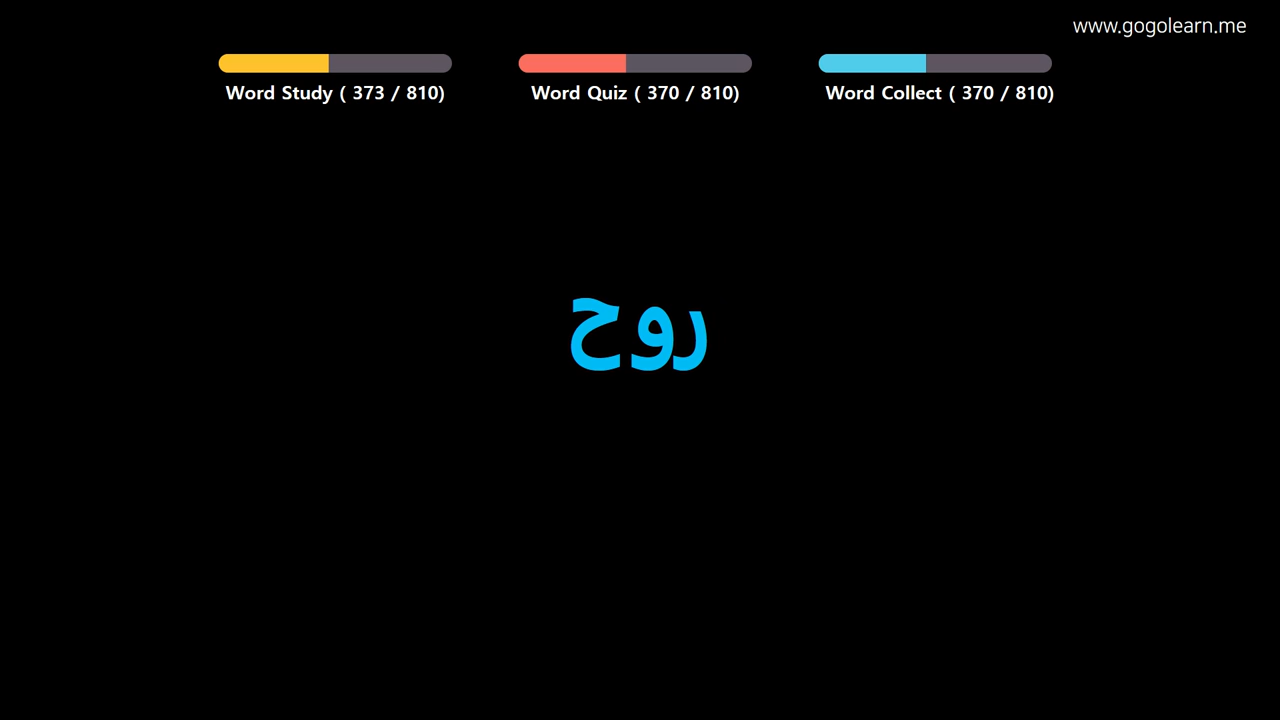 www.gogolearn.me
Word Study ( 373 / 810)
Word Quiz ( 370 / 810)
Word Collect ( 370 / 810)
روح